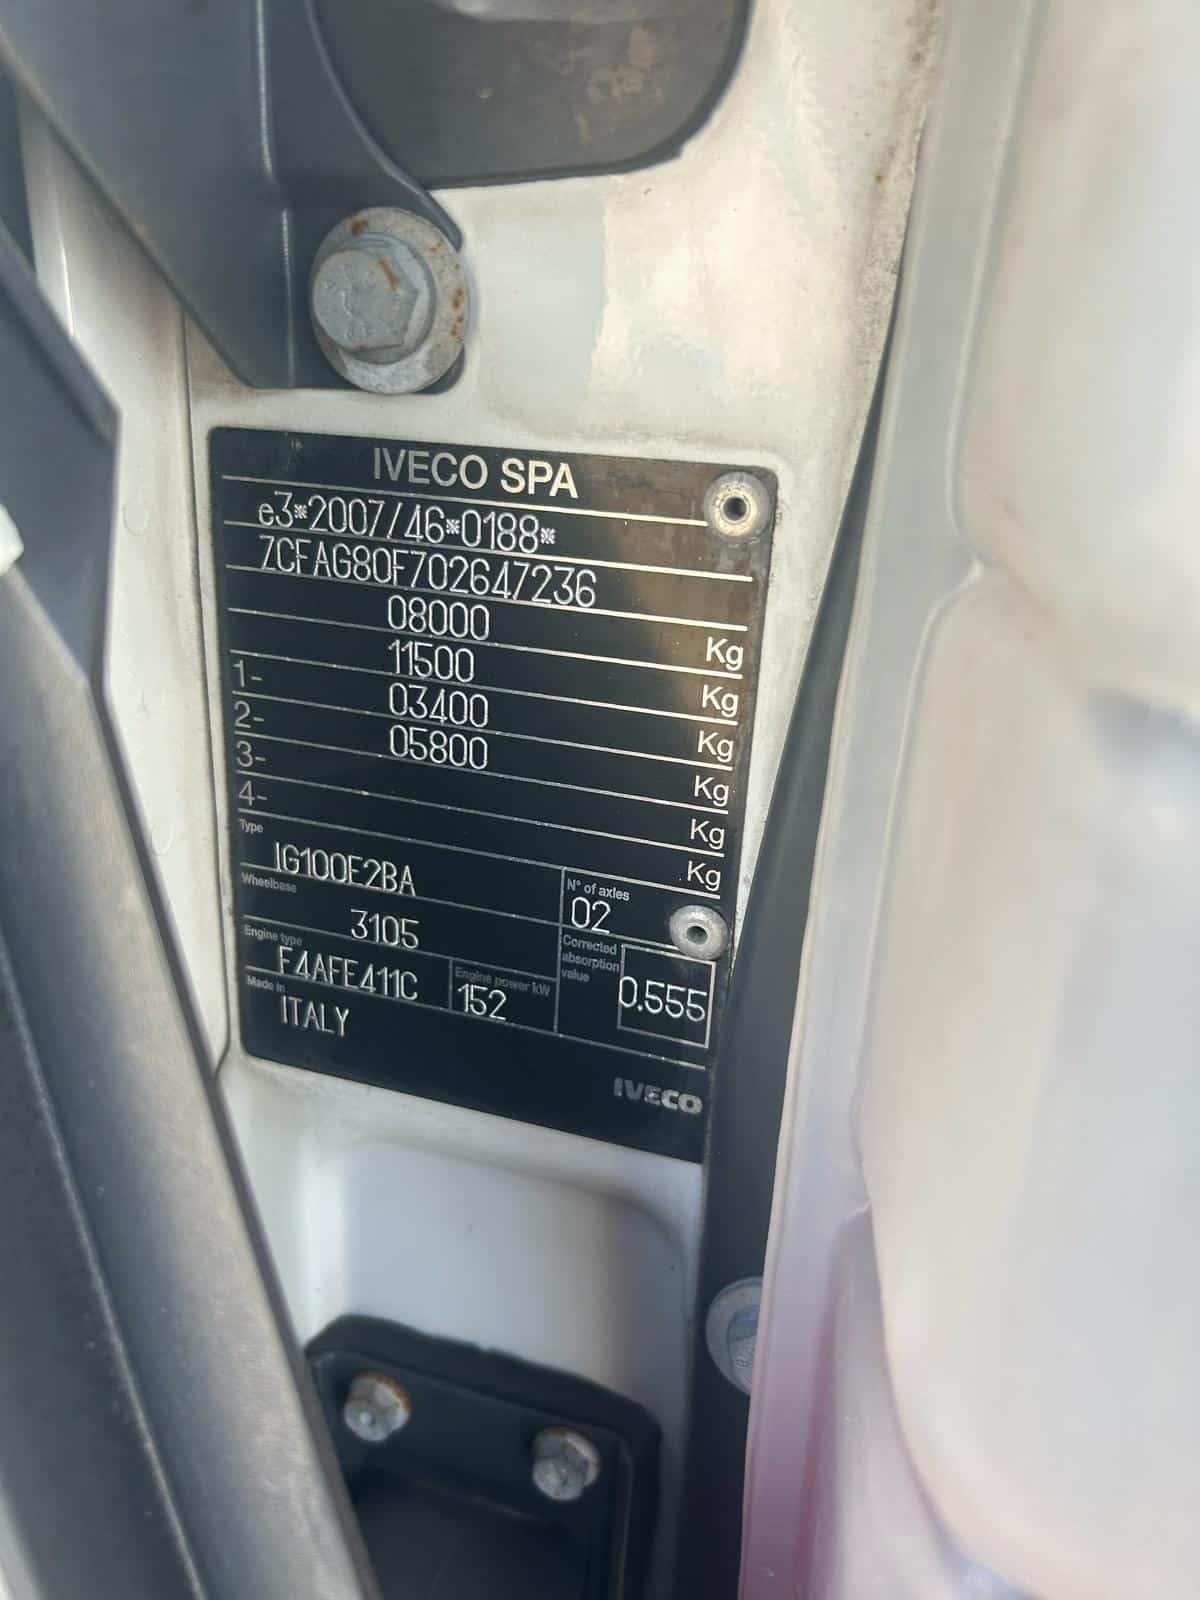 IVECO SPA
e3*2007/46*0188*
ZCFAG80F702647236
08000 Kg
11500 Kg
1- 03400 Kg
2- 05800 Kg
3- Kg
4- Kg
Type
IG100E2BA
N° of axles
02
Wheelbase
3105
Corrected absorption value
0.555
Engine type
F4AFE411C
Engine power kW
152
Made in
ITALY
IVECO